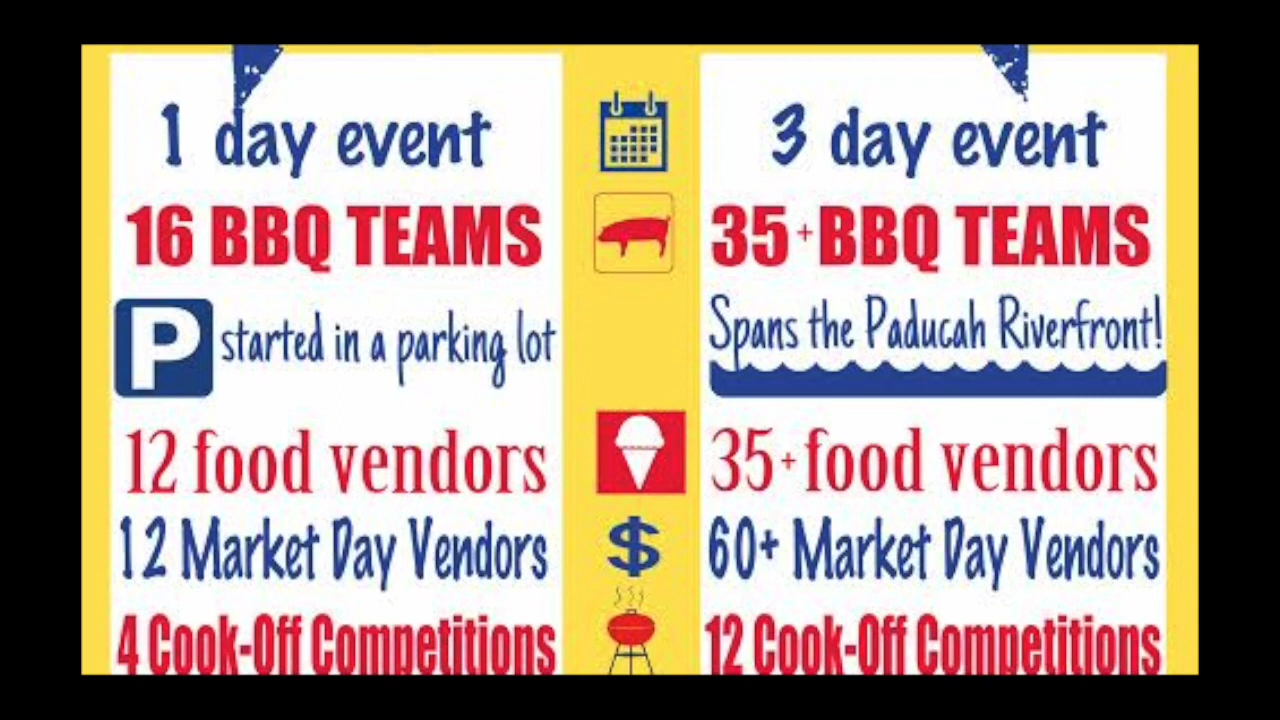 1 day event
16 BBQ TEAMS
P started in a parking lot
12 food vendors
12 Market Day Vendors
4 Cook-Off Competitions
$
3 day event
35+ BBQ TEAMS
Spans the Paducah Riverfront!
35+ food vendors
60+ Market Day Vendors
12 Cook-Off Competitions